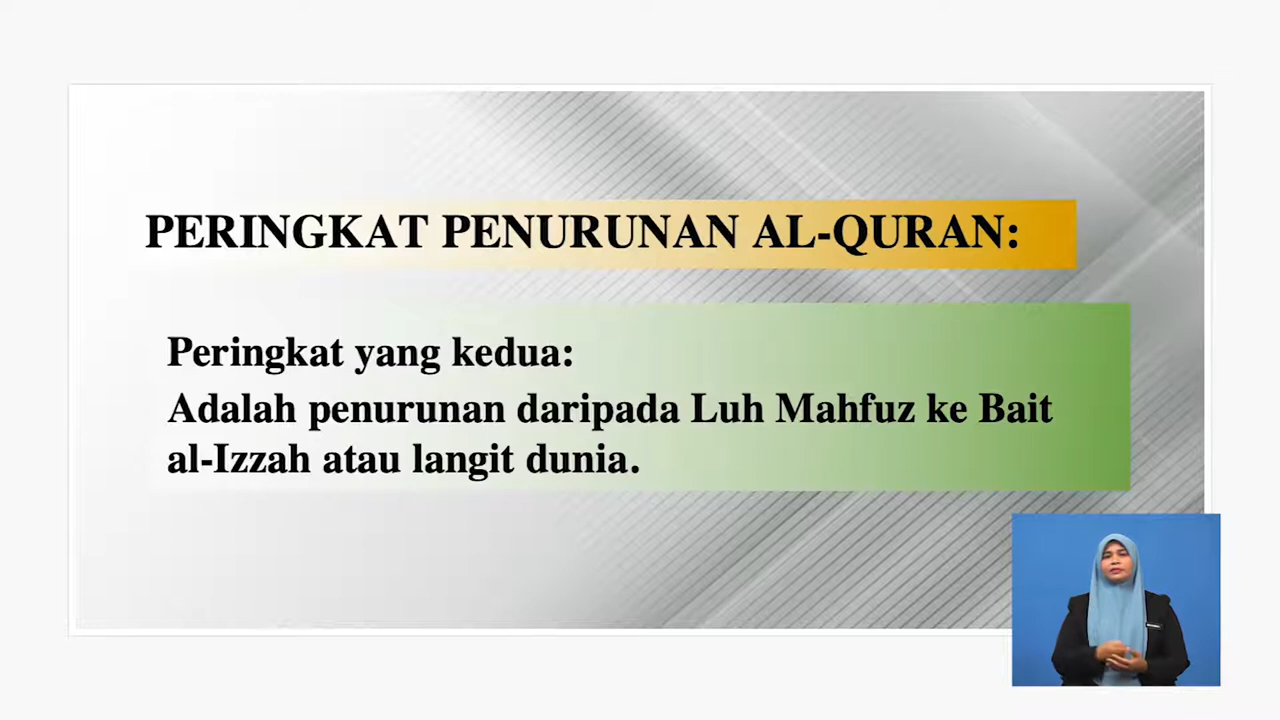 PERINGKAT PENURUNAN AL-QURAN:
Peringkat yang kedua:
Adalah penurunan daripada Luh Mahfuz ke Bait
al-Izzah atau langit dunia.